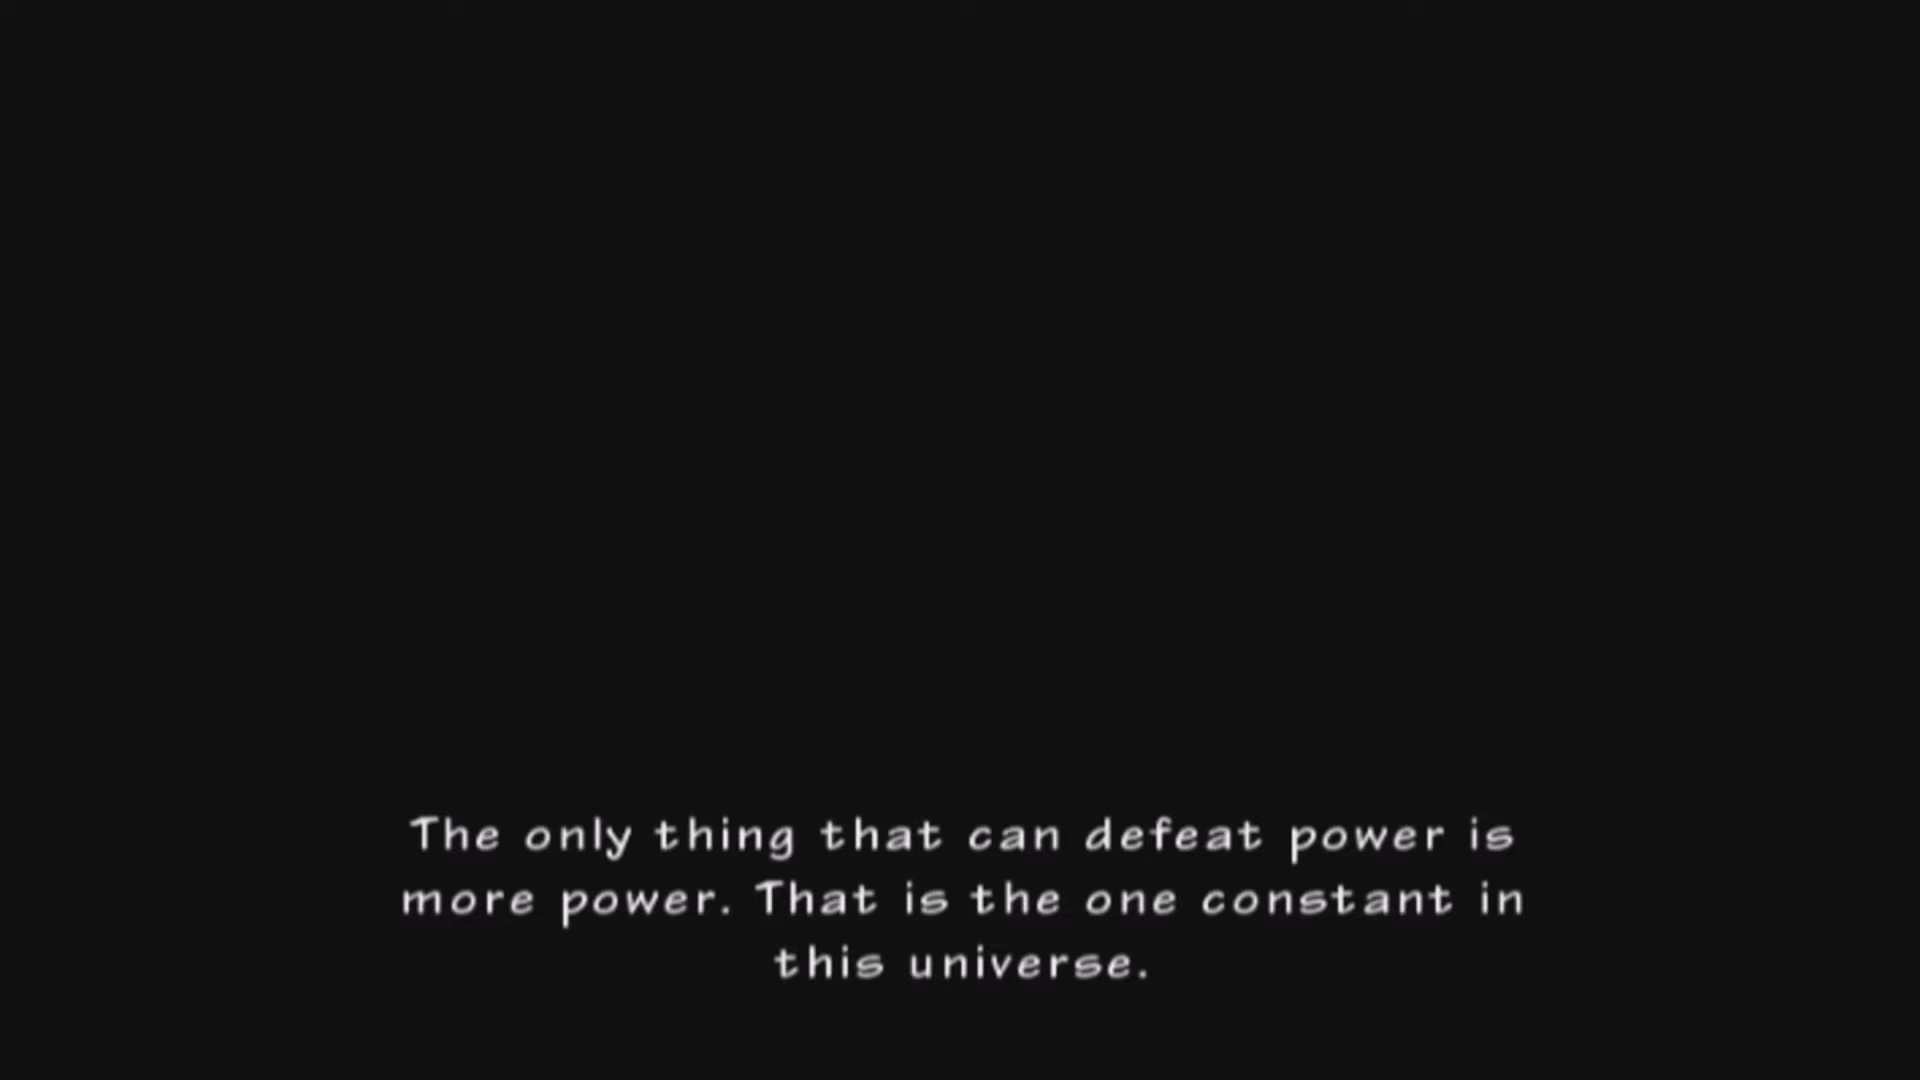 The only thing that can defeat power is
more power. That is the one constant in
this universe.